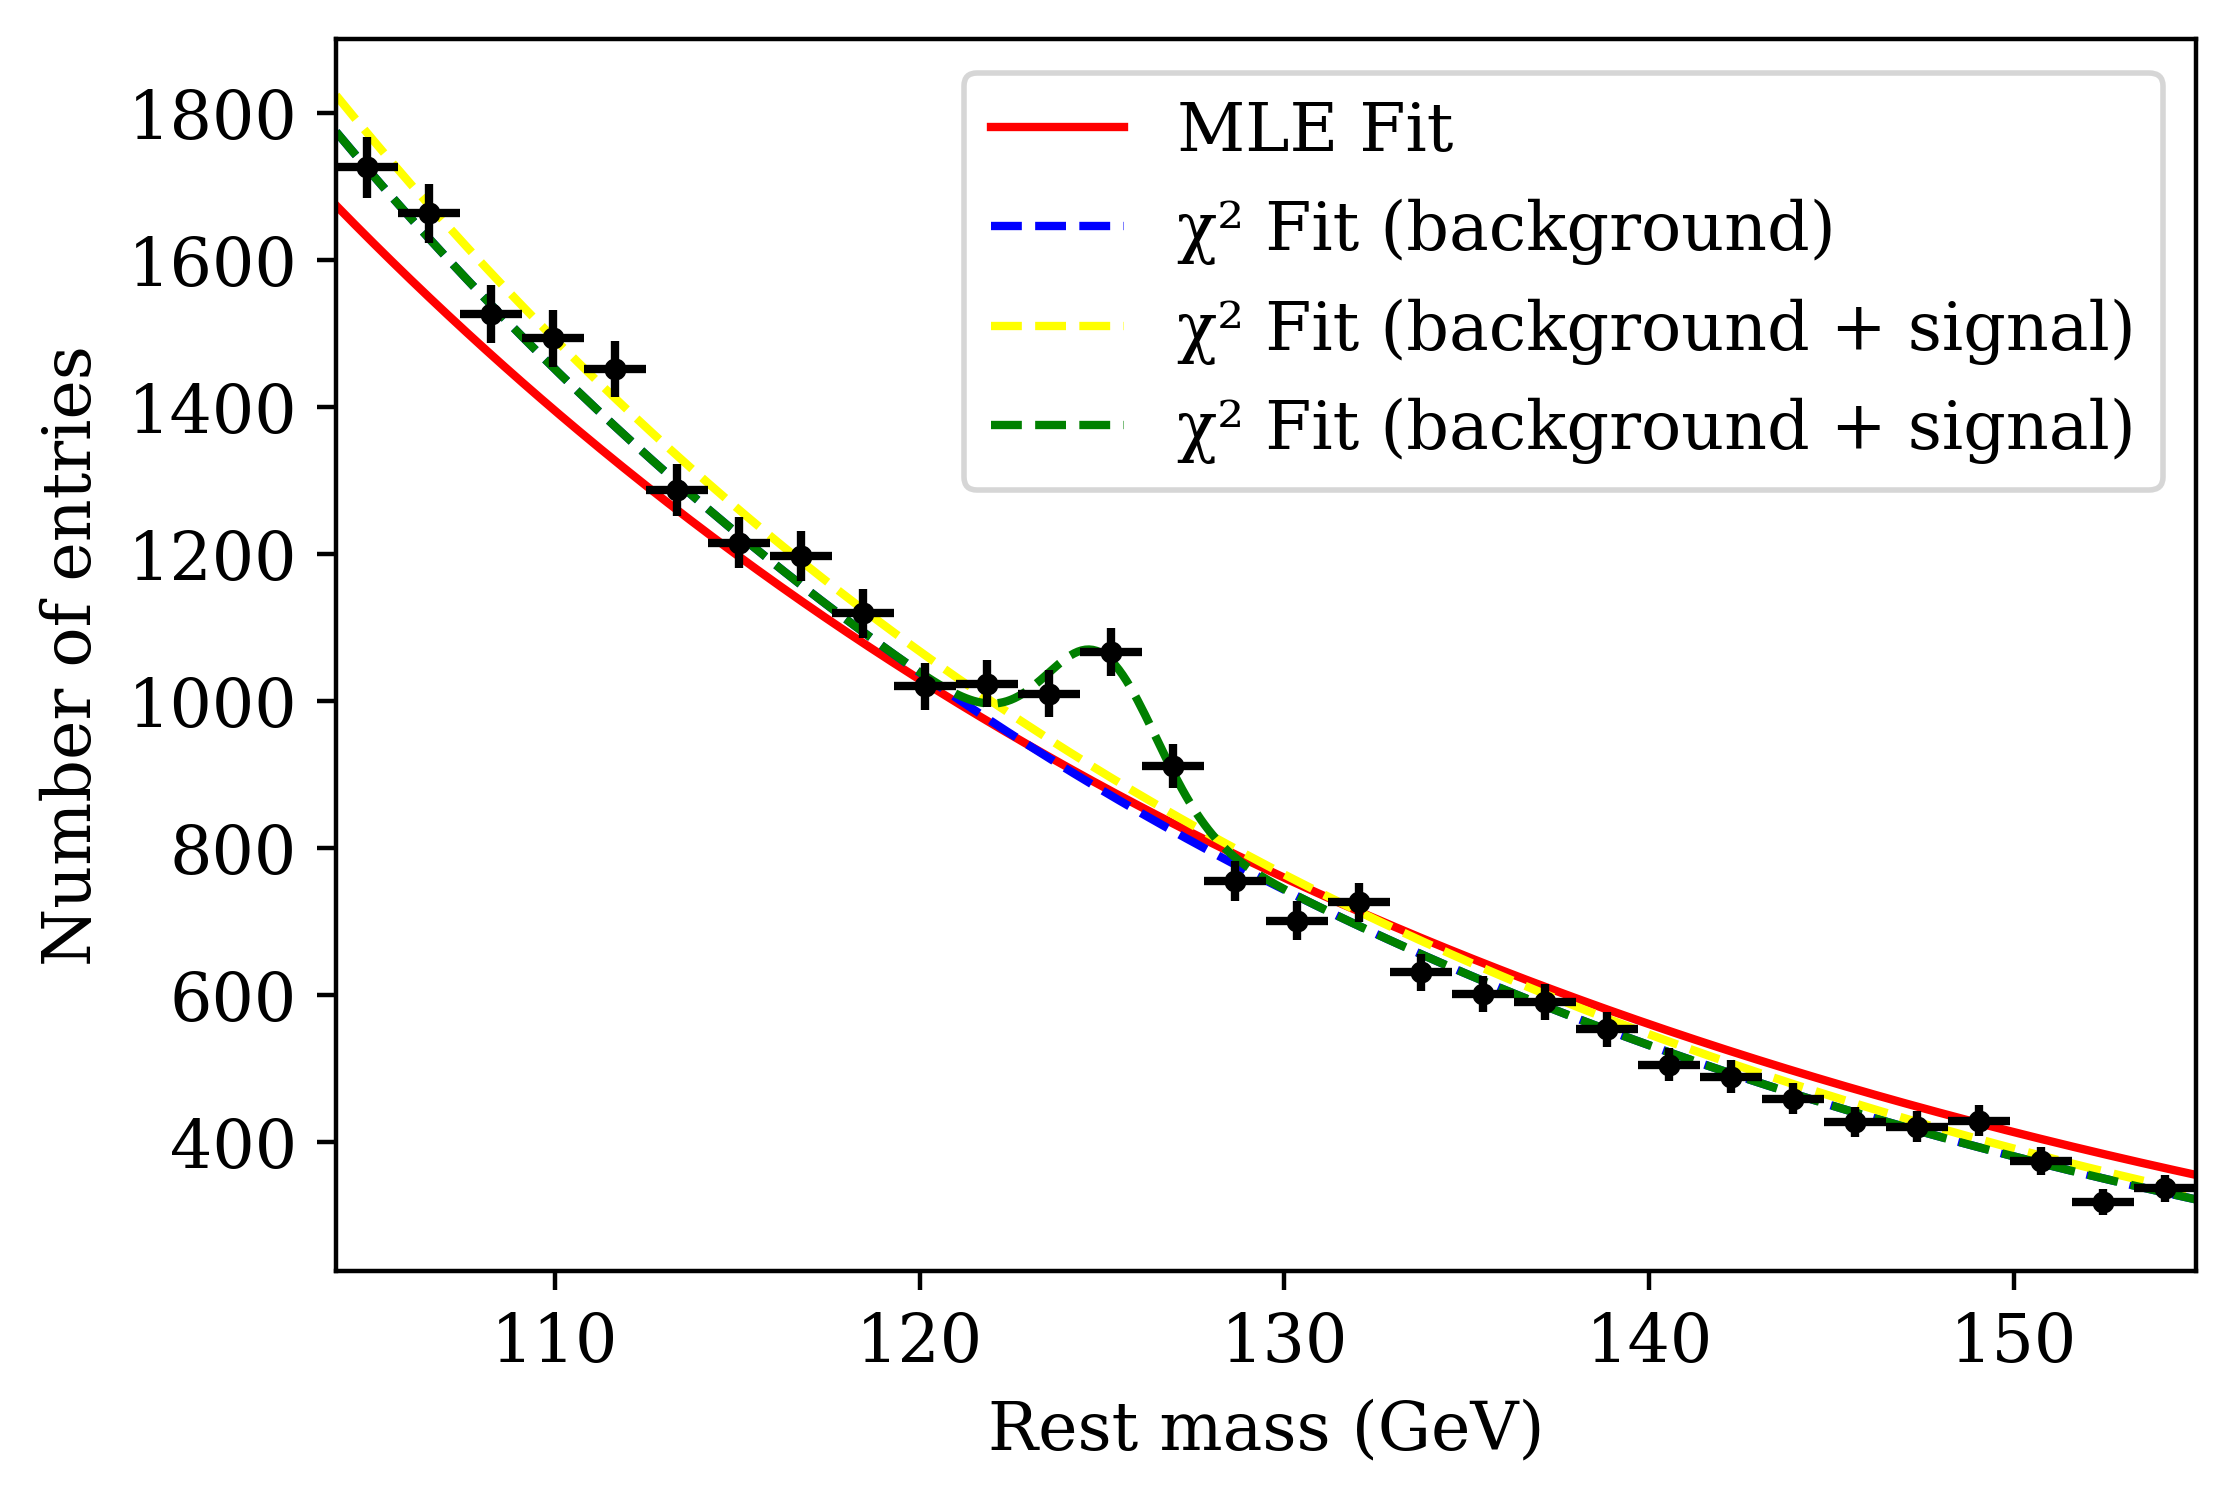 MLE Fit
χ² Fit (background)
χ² Fit (background + signal)
χ² Fit (background + signal)
Number of entries
1800
1600
1400
1200
1000
800
600
400
110 120 130 140 150
Rest mass (GeV)